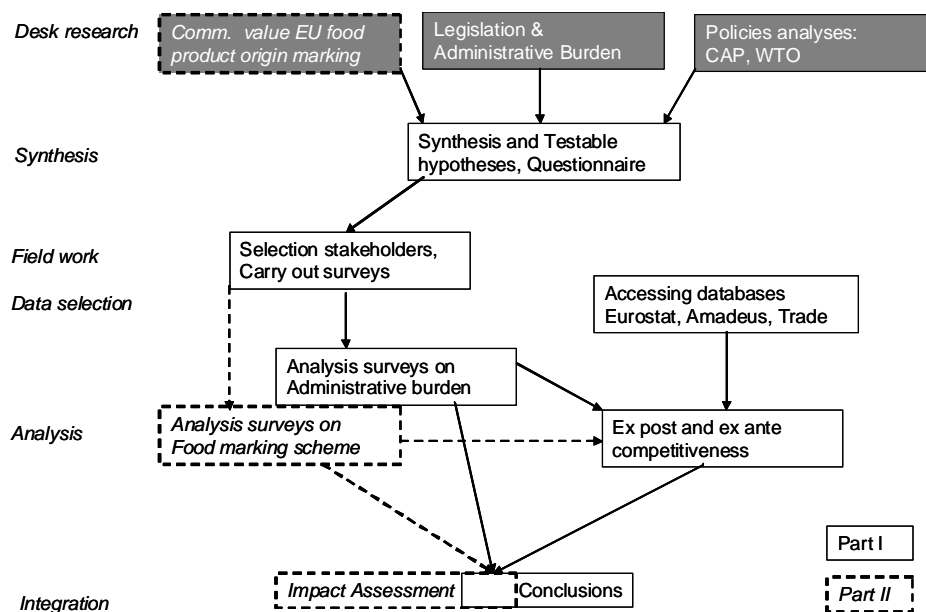 Desk research
Comm. value EU food
product origin marking
Legislation &
Administrative Burden
Policies analyses:
CAP, WTO
Synthesis
Synthesis and Testable
hypotheses, Questionnaire
Field work
Selection stakeholders,
Carry out surveys
Data selection
Accessing databases
Eurostat, Amadeus, Trade
Analysis surveys on
Administrative burden
Analysis
Analysis surveys on
Food marking scheme
Ex post and ex ante
competitiveness
Part I
Integration
Impact Assessment
Conclusions
Part II